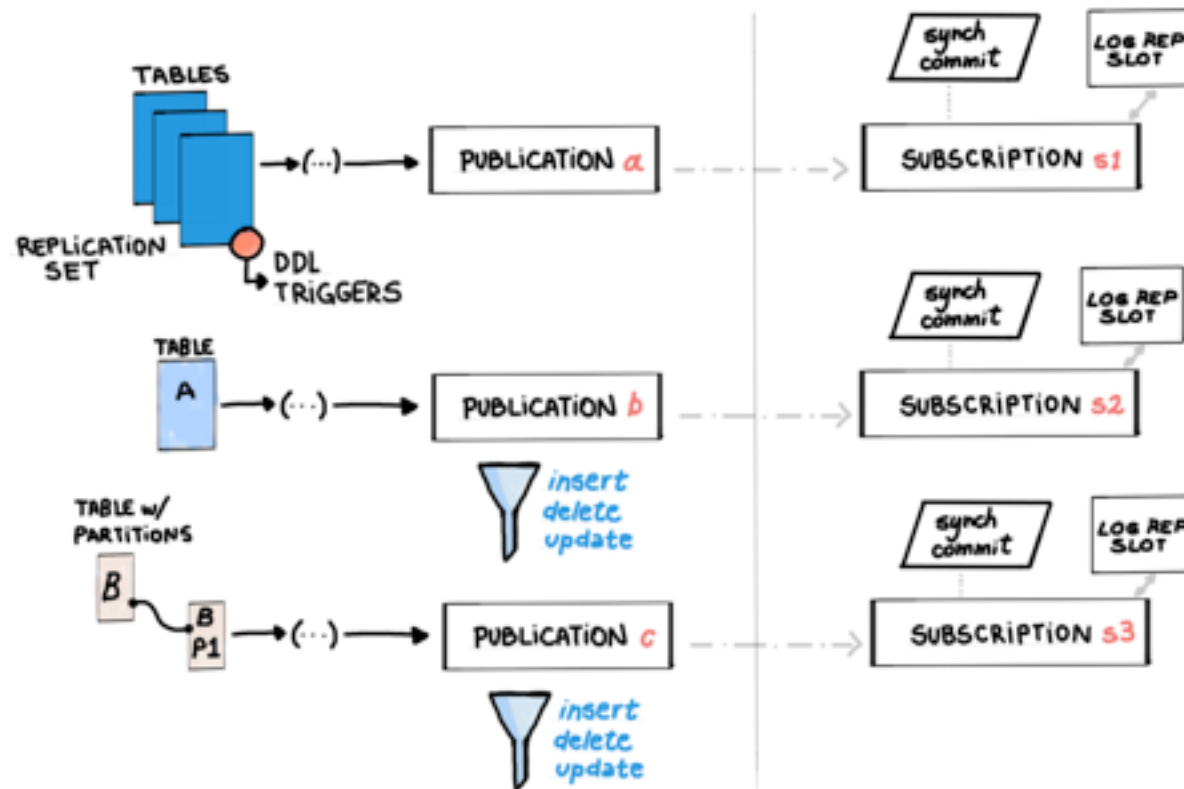 TABLES
(...)
PUBLICATION a
synch
commit
LOG REP
SLOT
SUBSCRIPTION s1
REPLICATION
SET
DDL
TRIGGERS
TABLE
A
(...)
PUBLICATION b
insert
delete
update
synch
commit
LOG REP
SLOT
SUBSCRIPTION s2
TABLE w/
PARTITIONS
B
B
P1
(...)
PUBLICATION c
insert
delete
update
synch
commit
LOG REP
SLOT
SUBSCRIPTION s3